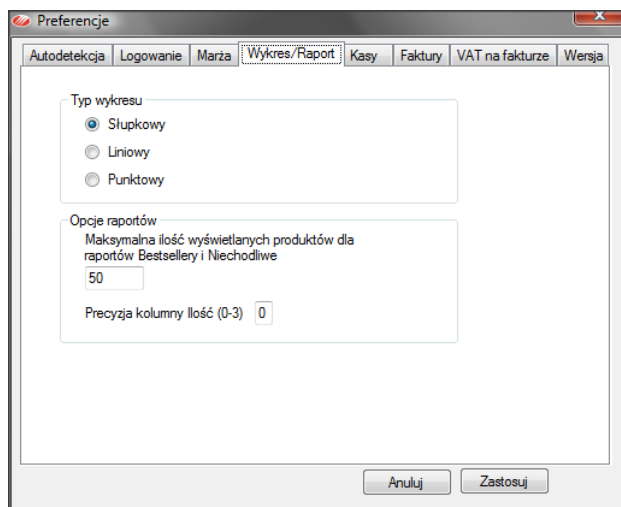 Preferencje
Autodetekcja Logowanie Marża Wykres/Raport Kasy Faktury VAT na fakturze Wersja
Typ wykresu
Słupkowy
Liniowy
Punktowy
Opcje raportów
Maksymalna ilość wyświetlanych produktów dla
raportów Bestsellery i Niechodliwe
50
Precyzja kolumny Ilość (0-3) 0
Anuluj Zastosuj